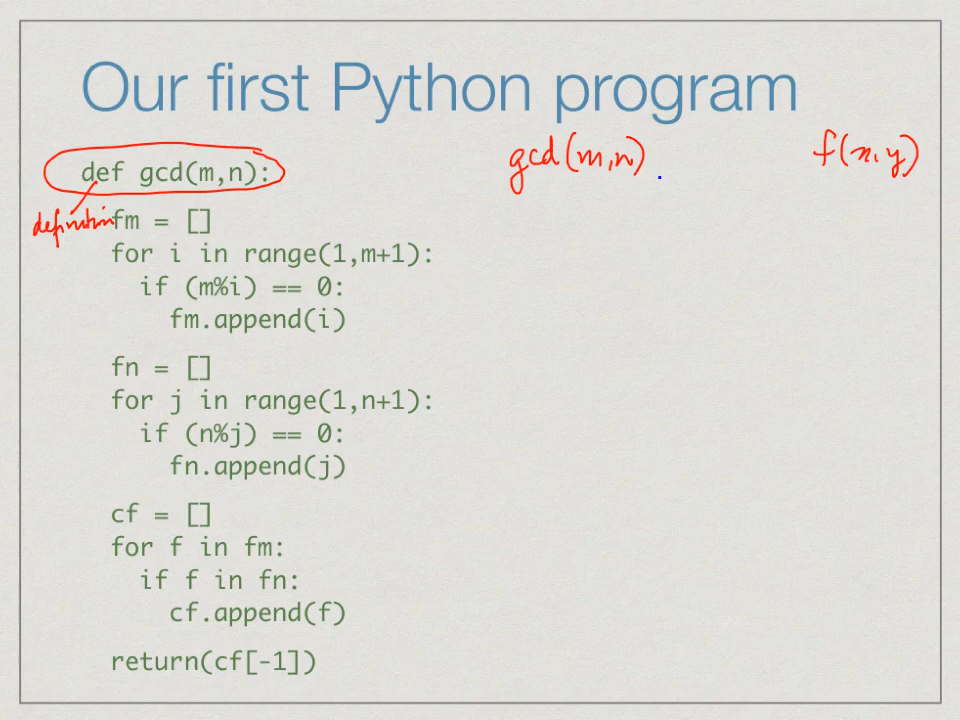 Our first Python program
def gcd(m,n):
gcd(m,n)
f(x,y)
definition
fm = []
for i in range(1,m+1):
if (m%i) == 0:
fm.append(i)
fn = []
for j in range(1,n+1):
if (n%j) == 0:
fn.append(j)
cf = []
for f in fm:
if f in fn:
cf.append(f)
return(cf[-1])